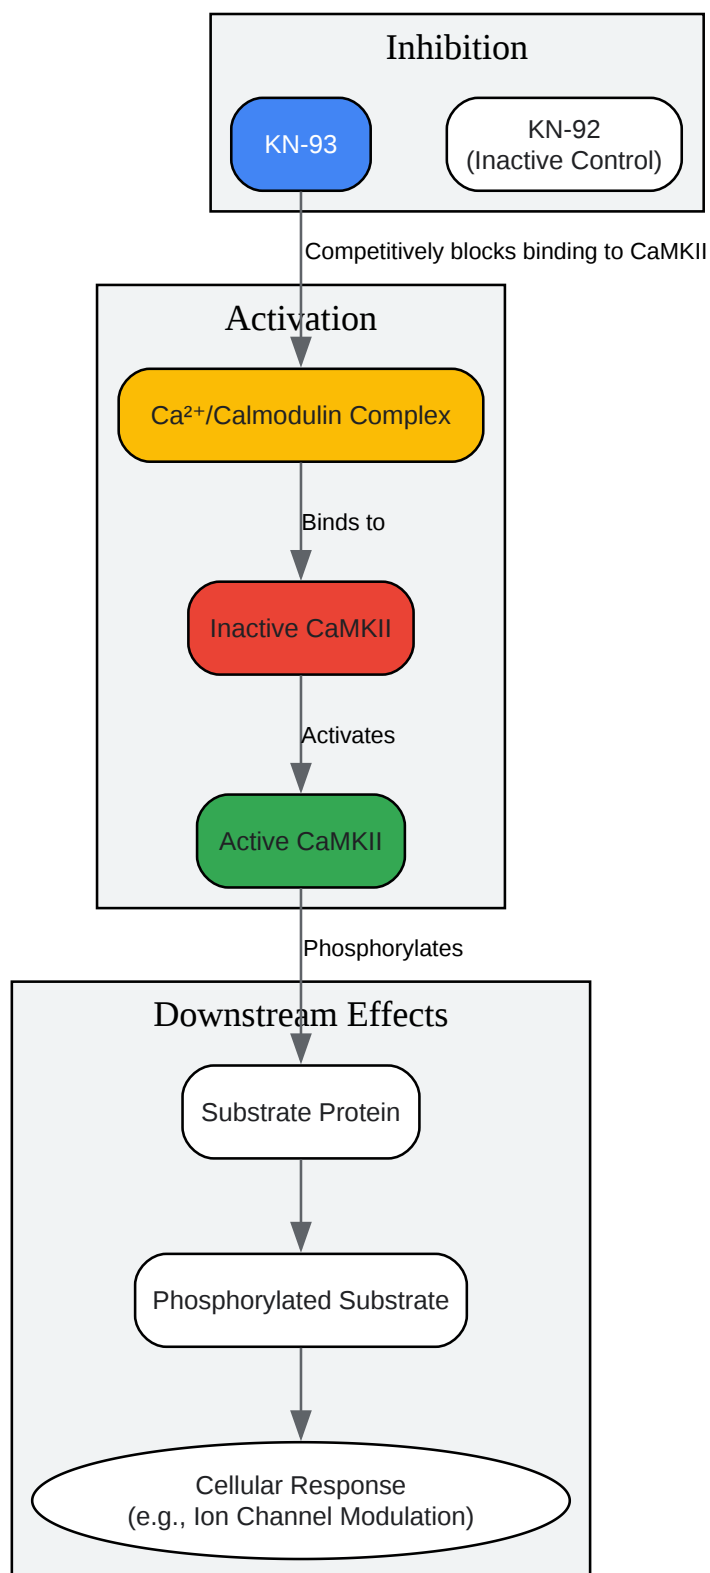 Inhibition
KN-93
KN-92
(Inactive Control)
Competitively blocks binding to CaMKII
Activation
Ca²⁺/Calmodulin Complex
Binds to
Inactive CaMKII
Activates
Active CaMKII
Phosphorylates
Downstream Effects
Substrate Protein
Phosphorylated Substrate
Cellular Response
(e.g., Ion Channel Modulation)